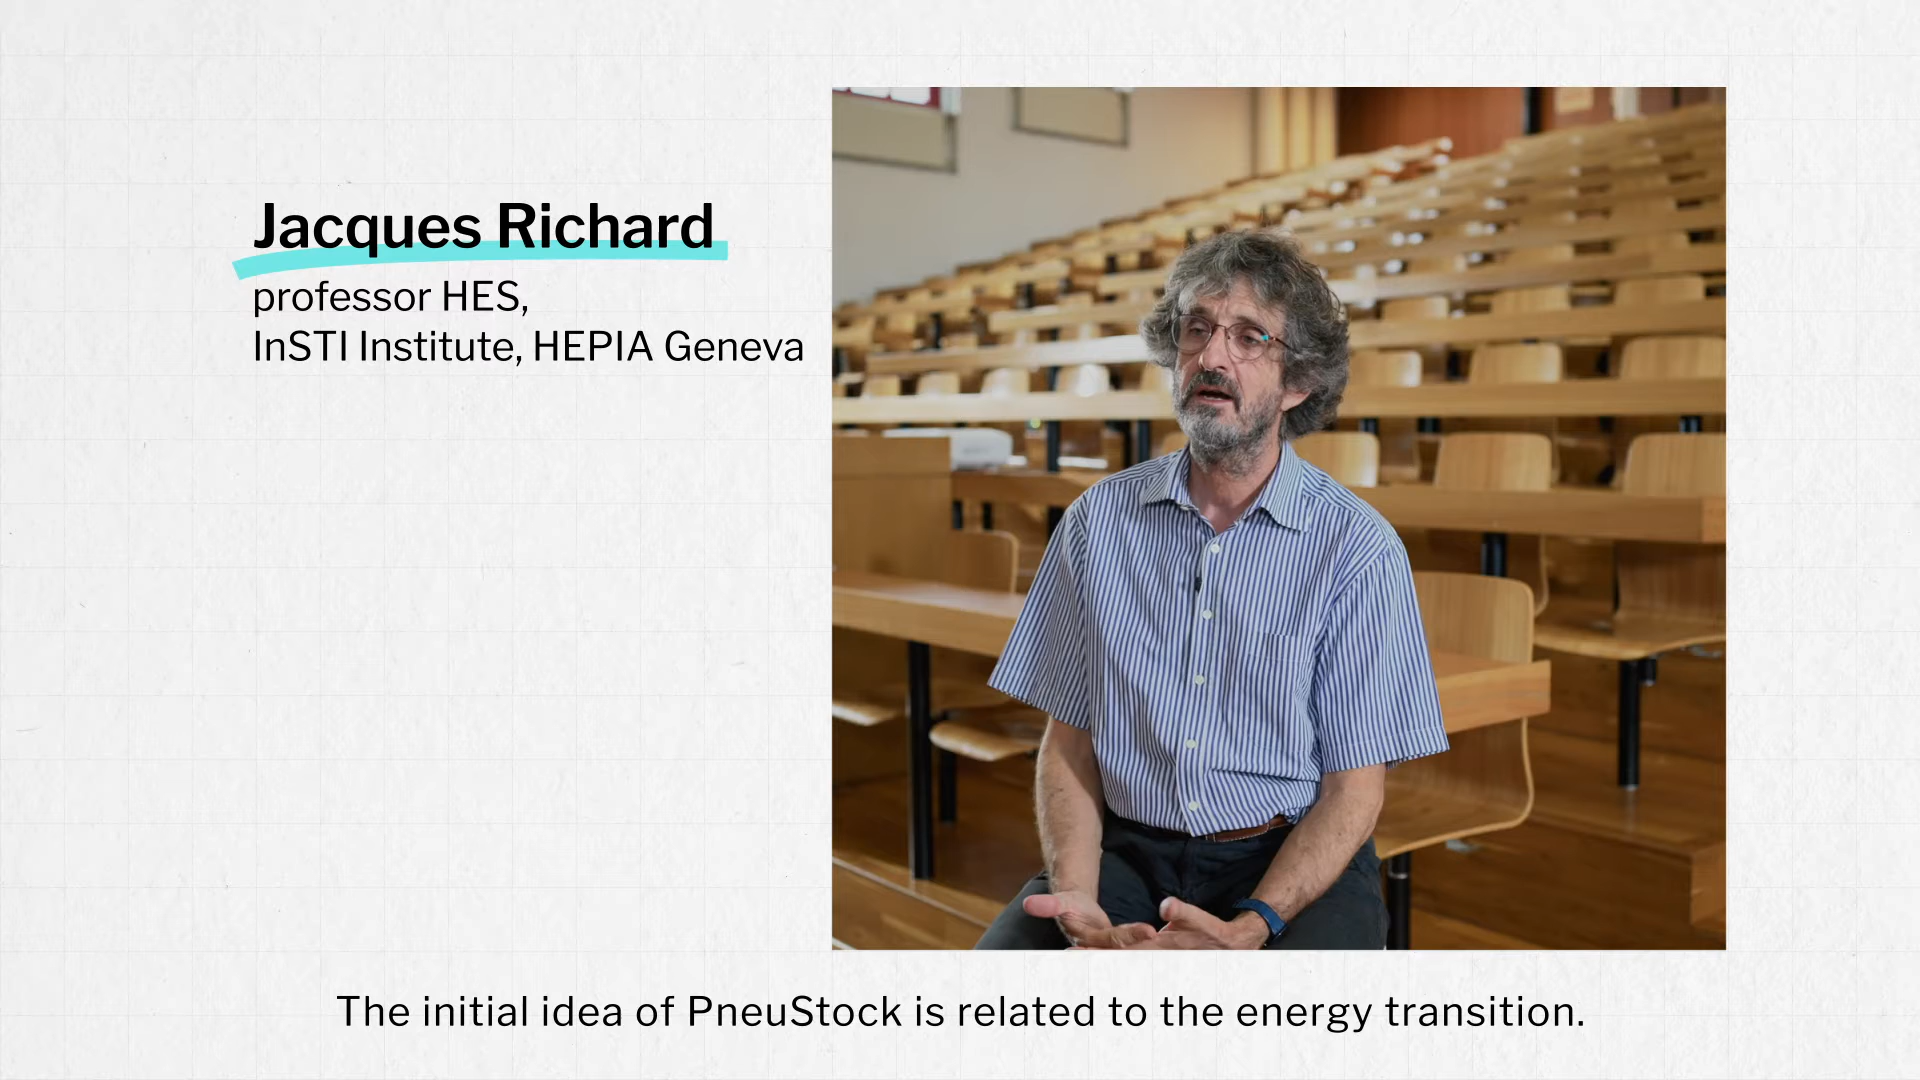 Jacques Richard
professor HES,
InSTI Institute, HEPIA Geneva
The initial idea of PneuStock is related to the energy transition.